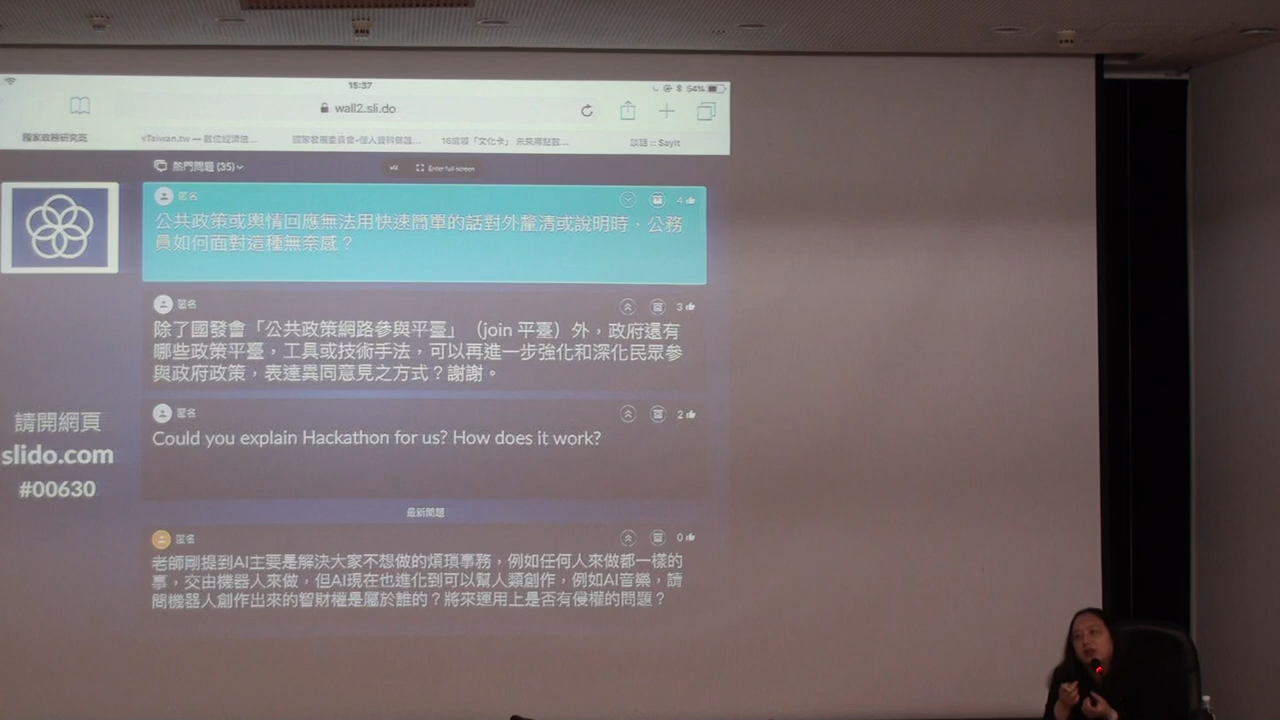 15:37
54%
wall2.sli.do
國家政務研究班
vTaiwan.tw — 數位經濟法...
國家發展委員會-個人資料保護...
16歲發「文化卡」 未來焦點數...
談話 :: SayIt
熱門問題 (35)
Enter full screen
匿名
4
公共政策或輿情回應無法用快速簡單的話對外釐清或說明時，公務
員如何面對這種無奈感？
匿名
3
除了國發會「公共政策網路參與平臺」（join 平臺）外，政府還有
哪些政策平臺，工具或技術手法，可以再進一步強化和深化民眾參
與政府政策，表達異同意見之方式？謝謝。
匿名
2
Could you explain Hackathon for us? How does it work?
請開網頁
slido.com
#00630
最新問題
匿名
0
老師剛提到AI主要是解決大家不想做的煩瑣事務，例如任何人來做都一樣的
事，交由機器人來做，但AI現在也進化到可以幫人類創作，例如AI音樂，請
問機器人創作出來的智財權是屬於誰的？將來運用上是否有侵權的問題？